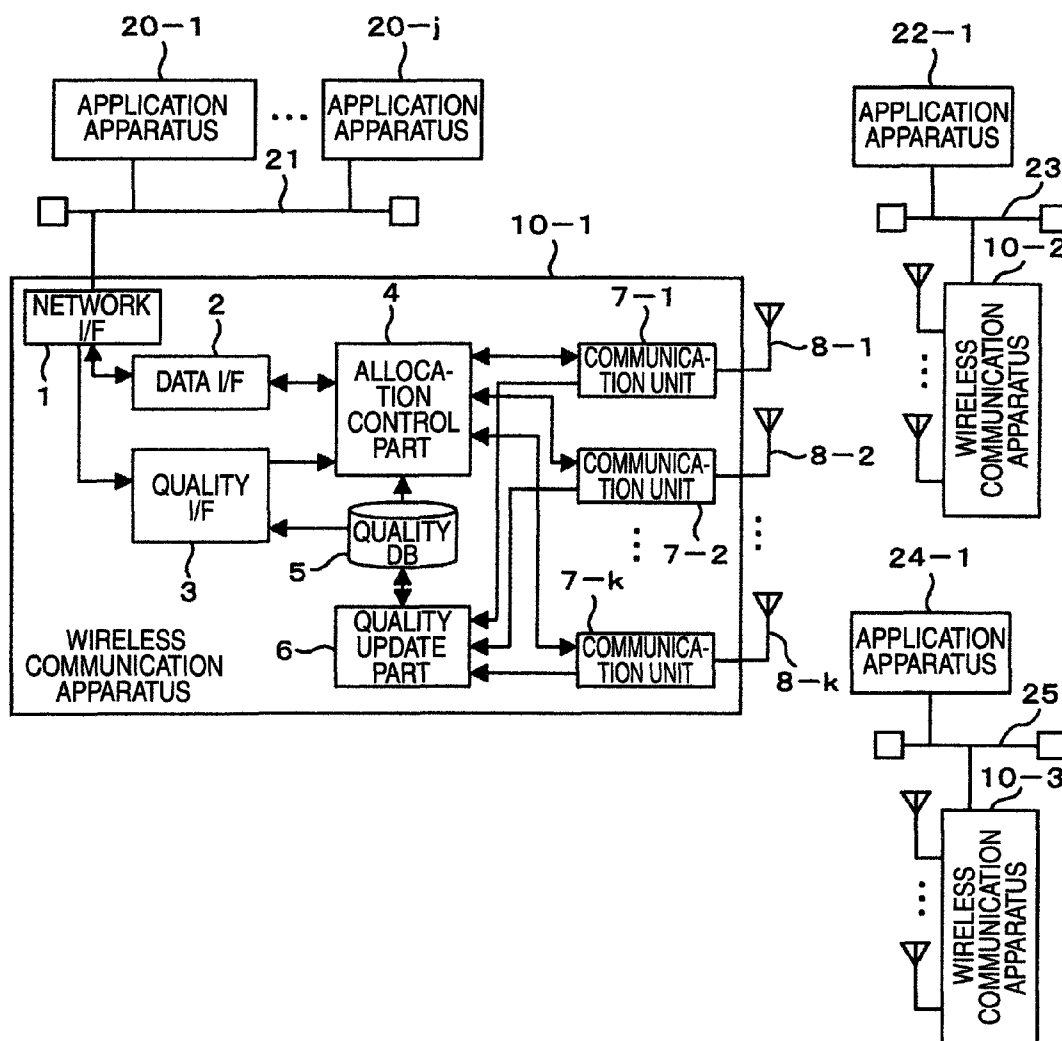 20-1
20-j
22-1
APPLICATION
APPARATUS
...
APPLICATION
APPARATUS
APPLICATION
APPARATUS
21
23
10-1
10-2
NETWORK
I/F
1
2
DATA I/F
4
ALLOCA-
TION
CONTROL
PART
7-1
COMMUNICA-
TION UNIT
8-1
...
WIRELESS
COMMUNICATION
APPARATUS
QUALITY
I/F
3
QUALITY
DB
5
COMMUNICA-
TION UNIT
7-2
8-2
...
...
7-k
24-1
QUALITY
UPDATE
PART
6
COMMUNICA-
TION UNIT
8-k
APPLICATION
APPARATUS
WIRELESS
COMMUNICATION
APPARATUS
25
10-3
...
WIRELESS
COMMUNICATION
APPARATUS